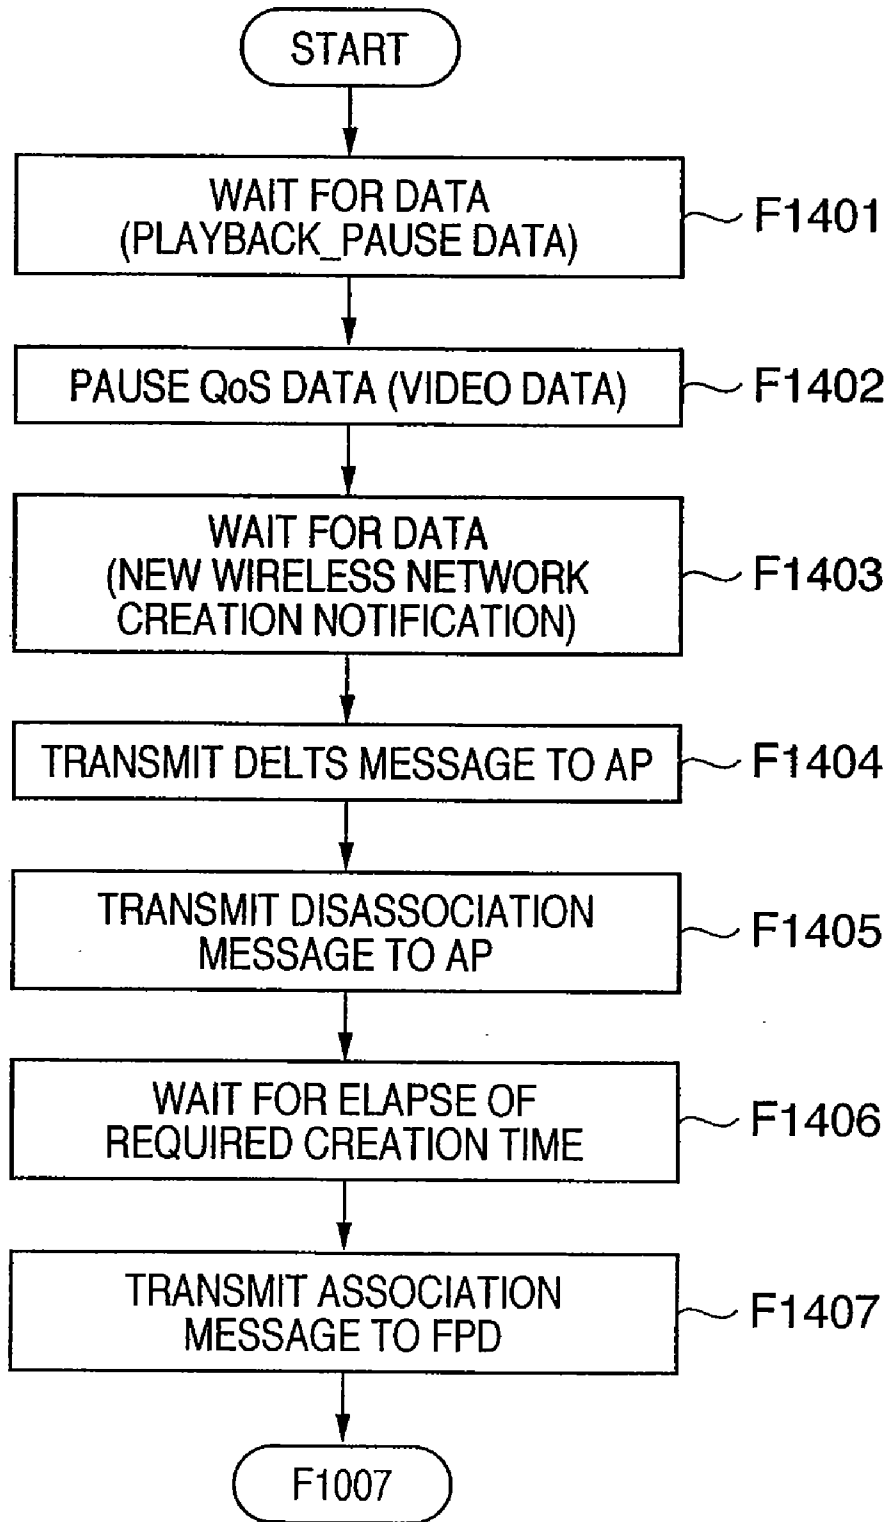 START
WAIT FOR DATA
(PLAYBACK_PAUSE DATA)
F1401
PAUSE QoS DATA (VIDEO DATA)
F1402
WAIT FOR DATA
(NEW WIRELESS NETWORK
CREATION NOTIFICATION)
F1403
TRANSMIT DELTS MESSAGE TO AP
F1404
TRANSMIT DISASSOCIATION
MESSAGE TO AP
F1405
WAIT FOR ELAPSE OF
REQUIRED CREATION TIME
F1406
TRANSMIT ASSOCIATION
MESSAGE TO FPD
F1407
F1007